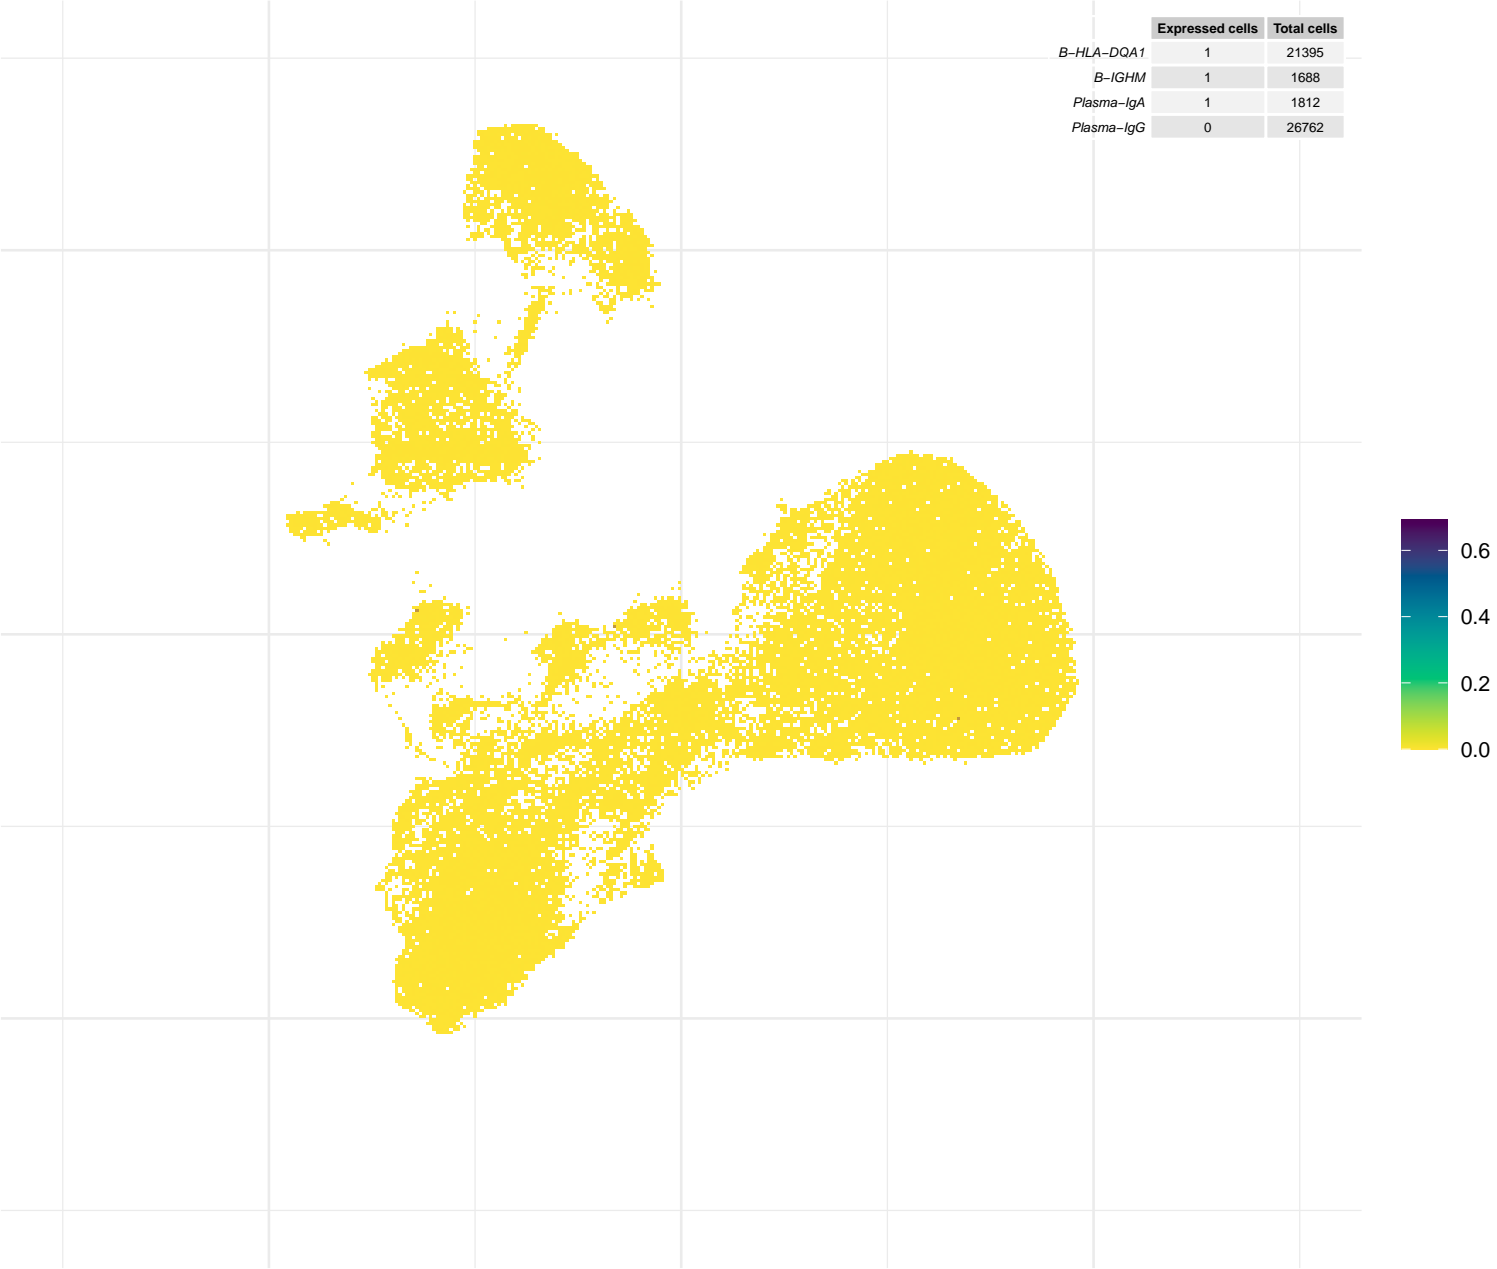 Expressed cells Total cells
B−HLA−DQA1 1 21395
B−IGHM 1 1688
Plasma−IgA 1 1812
Plasma−IgG 0 26762
0.6
0.4
0.2
0.0